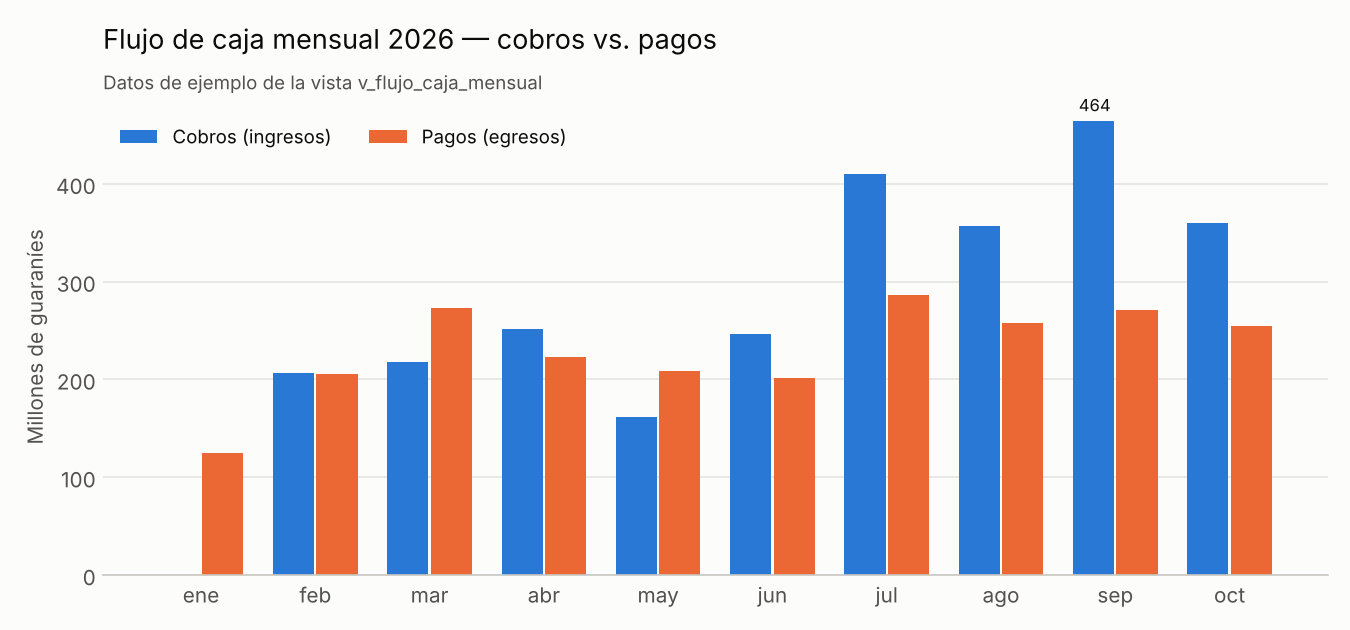 Flujo de caja mensual 2026 — cobros vs. pagos
Datos de ejemplo de la vista v_flujo_caja_mensual
Cobros (ingresos) Pagos (egresos)
464
Millones de guaraníes
400
300
200
100
0
ene feb mar abr may jun jul ago sep oct